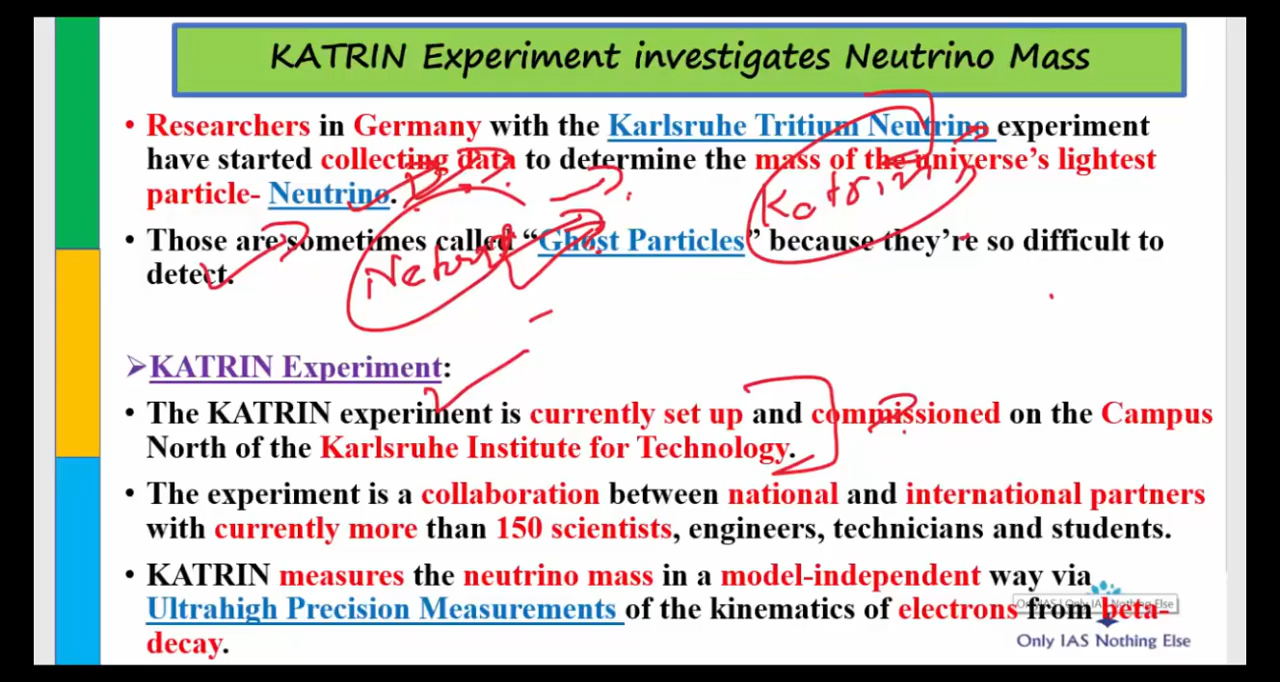 KATRIN Experiment investigates Neutrino Mass
• Researchers in Germany with the Karlsruhe Tritium Neutrino experiment
have started collecting data to determine the mass of the universe's lightest
particle- Neutrino.
• Those are sometimes called “Ghost Particles” because they're so difficult to
detect.
Katrin
➢KATRIN Experiment:
• The KATRIN experiment is currently set up and commissioned on the Campus
North of the Karlsruhe Institute for Technology.
• The experiment is a collaboration between national and international partners
with currently more than 150 scientists, engineers, technicians and students.
• KATRIN measures the neutrino mass in a model-independent way via
Ultrahigh Precision Measurements of the kinematics of electrons from beta-
decay.
OnlyIAS | Only IAS Nothing Else
Only IAS Nothing Else